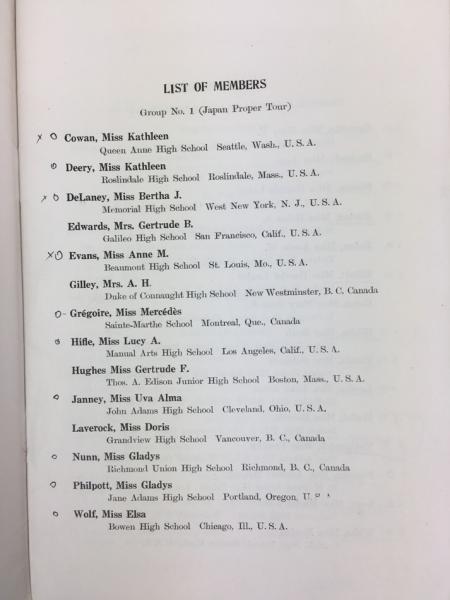 LIST OF MEMBERS
Group No. 1 (Japan Proper Tour)
x o Cowan, Miss Kathleen
Queen Anne High School Seattle, Wash., U. S. A.
o Deery, Miss Kathleen
Roslindale High School Roslindale, Mass., U. S. A.
x o DeLaney, Miss Bertha J.
Memorial High School West New York, N. J., U. S. A.
Edwards, Mrs. Gertrude B.
Galileo High School San Francisco, Calif., U. S. A.
x o Evans, Miss Anne M.
Beaumont High School St. Louis, Mo., U. S. A.
Gilley, Mrs. A. H.
Duke of Connaught High School New Westminster, B. C. Canada
o- Grégoire, Miss Mercédès
Sainte-Marthe School Montreal, Que., Canada
o Hifle, Miss Lucy A.
Manual Arts High School Los Angeles, Calif., U. S. A.
Hughes Miss Gertrude F.
Thos. A. Edison Junior High School Boston, Mass., U. S. A.
o Janney, Miss Uva Alma
John Adams High School Cleveland, Ohio, U. S. A.
Laverock, Miss Doris
Grandview High School Vancouver, B. C., Canada
o Nunn, Miss Gladys
Richmond Union High School Richmond, B. C., Canada
o Philpott, Miss Gladys
Jane Adams High School Portland, Oregon, U.
o Wolf, Miss Elsa
Bowen High School Chicago, Ill., U. S. A.